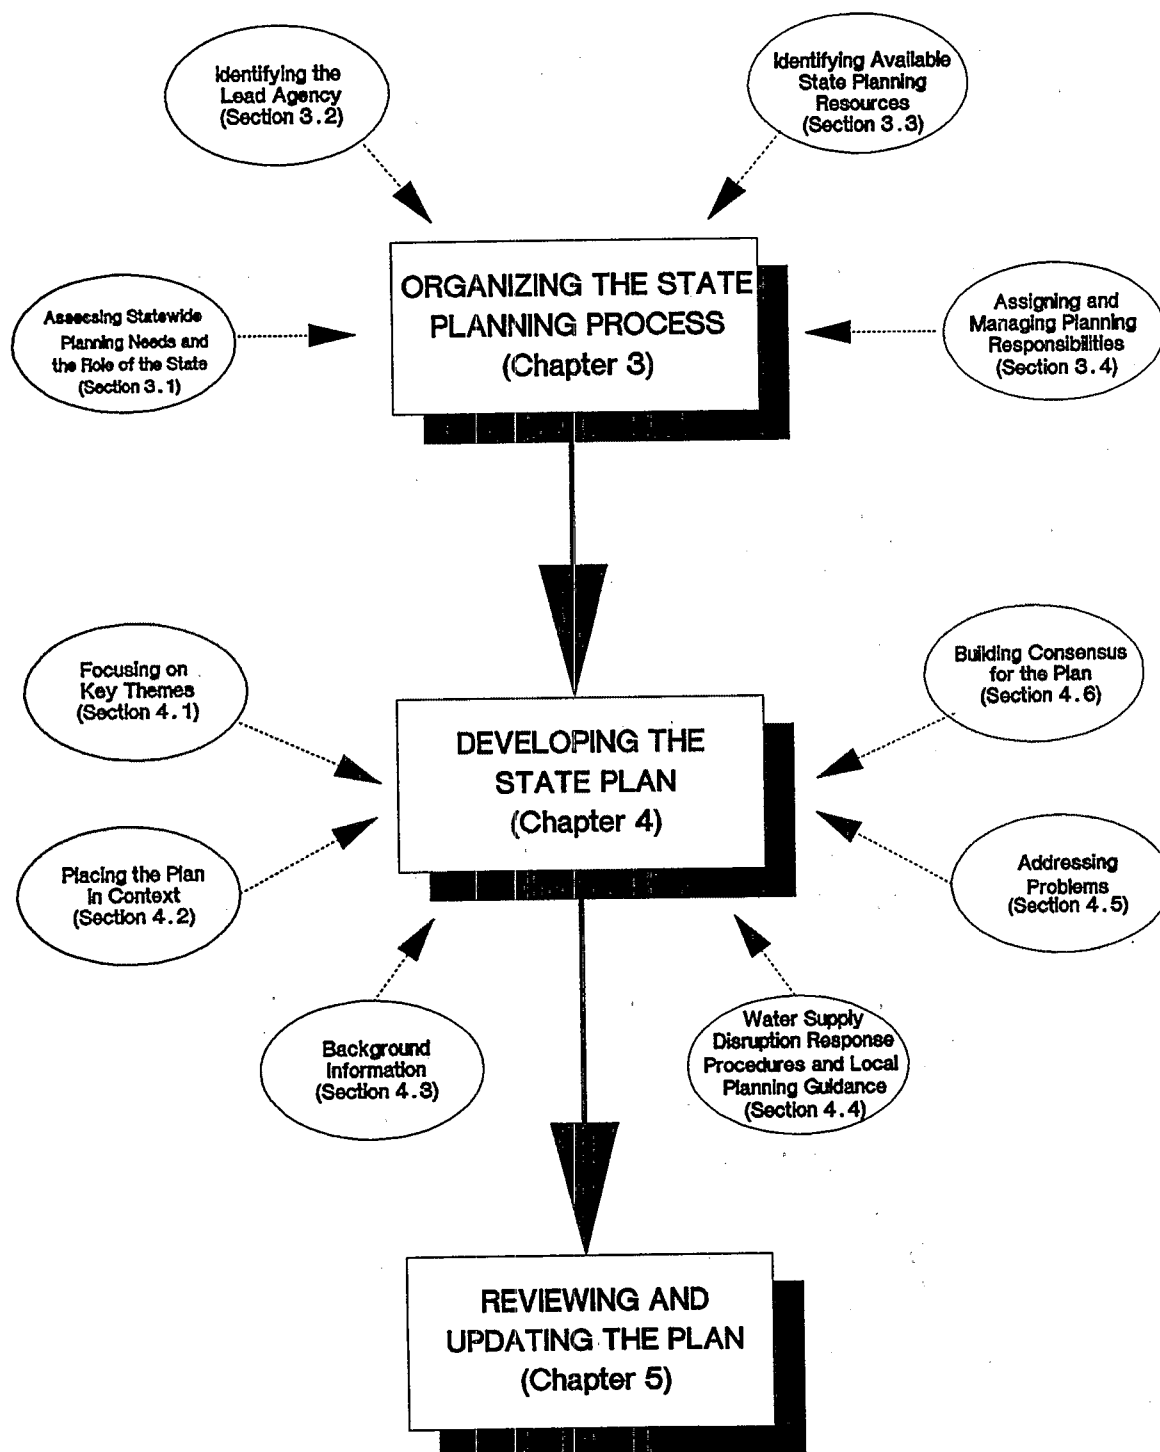 Identifying the
Lead Agency
(Section 3.2)
Identifying Available
State Planning
Resources
(Section 3.3)
ORGANIZING THE STATE
PLANNING PROCESS
(Chapter 3)
Assessing Statewide
Planning Needs and
the Role of the State
(Section 3.1)
Assigning and
Managing Planning
Responsibilities
(Section 3.4)
Focusing on
Key Themes
(Section 4.1)
Building Consensus
for the Plan
(Section 4.6)
DEVELOPING THE
STATE PLAN
(Chapter 4)
Placing the Plan
in Context
(Section 4.2)
Addressing
Problems
(Section 4.5)
Background
Information
(Section 4.3)
Water Supply
Disruption Response
Procedures and Local
Planning Guidance
(Section 4.4)
REVIEWING AND
UPDATING THE PLAN
(Chapter 5)